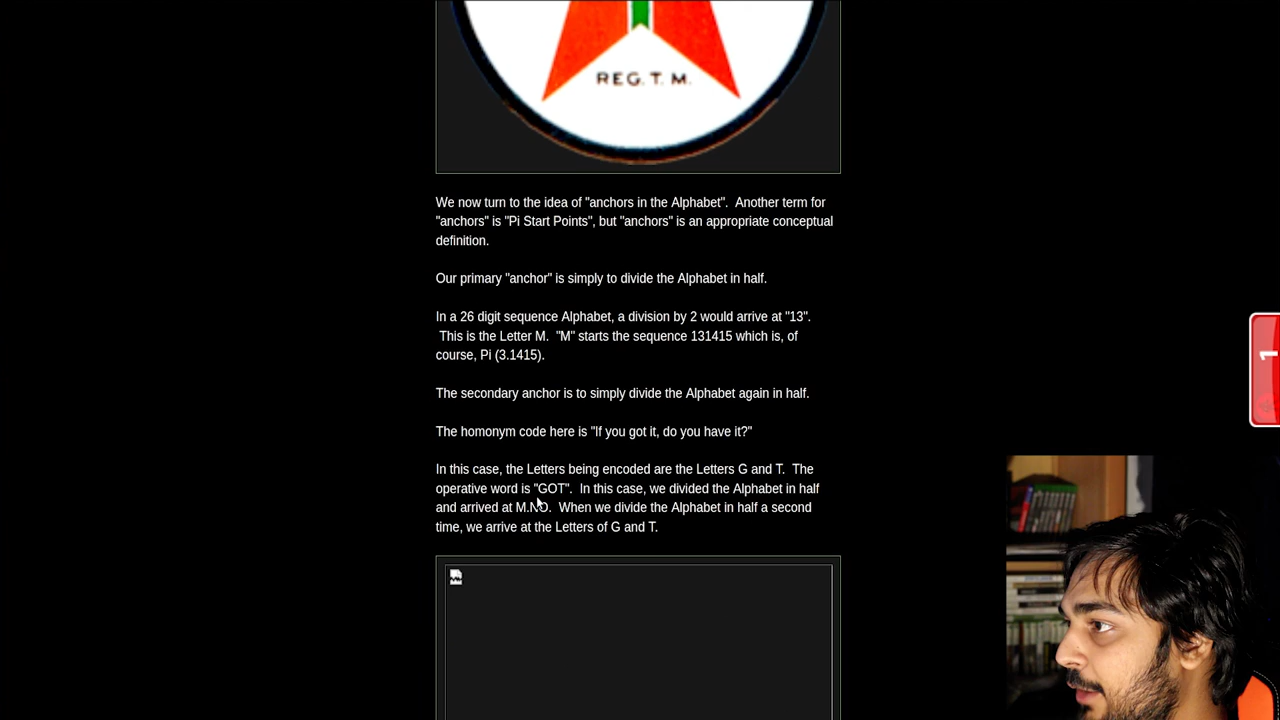 REG. T. M.
We now turn to the idea of "anchors in the Alphabet".  Another term for
"anchors" is "Pi Start Points", but "anchors" is an appropriate conceptual
definition.
Our primary "anchor" is simply to divide the Alphabet in half.
In a 26 digit sequence Alphabet, a division by 2 would arrive at "13".
This is the Letter M.  "M" starts the sequence 131415 which is, of
course, Pi (3.1415).
The secondary anchor is to simply divide the Alphabet again in half.
The homonym code here is "If you got it, do you have it?"
In this case, the Letters being encoded are the Letters G and T.  The
operative word is "GOT".  In this case, we divided the Alphabet in half
and arrived at M.N.O.  When we divide the Alphabet in half a second
time, we arrive at the Letters of G and T.
1